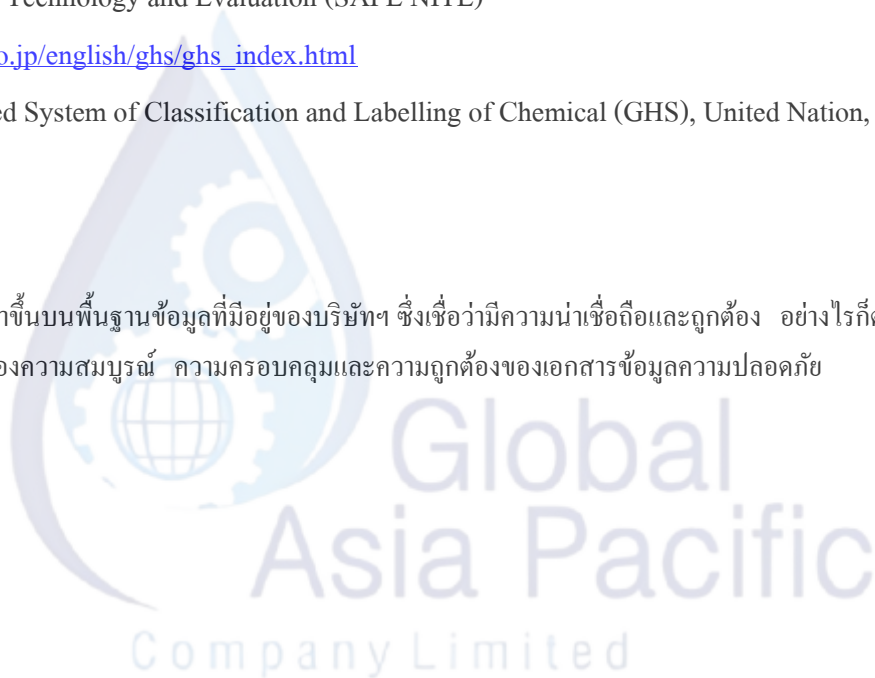 Technology and Evaluation (SAFE NITE)
o.jp/english/ghs/ghs_index.html
ed System of Classification and Labelling of Chemical (GHS), United Nation,
ขึ้นบนพื้นฐานข้อมูลที่มีอยู่ของบริษัทฯ ซึ่งเชื่อว่ามีความน่าเชื่อถือและถูกต้อง อย่างไรก็
องความสมบูรณ์ ความครอบคลุมและความถูกต้องของเอกสารข้อมูลความปลอดภัย
Global
Asia Pacific
Company Limited